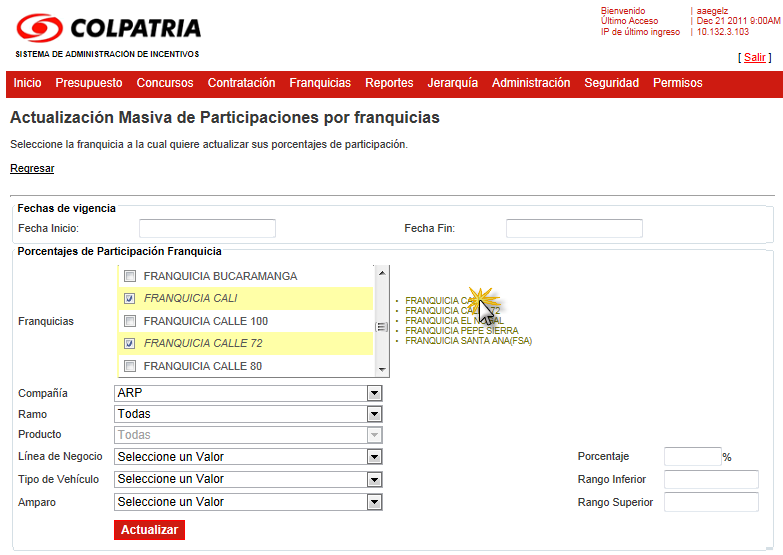 COLPATRIA
SISTEMA DE ADMINISTRACIÓN DE INCENTIVOS
Bienvenido | aaegelz
Último Acceso | Dec 21 2011 9:00AM
IP de último ingreso | 10.132.3.103
[ Salir ]
Inicio Presupuesto Concursos Contratación Franquicias Reportes Jerarquía Administración Seguridad Permisos
Actualización Masiva de Participaciones por franquicias
Seleccione la franquicia a la cual quiere actualizar sus porcentajes de participación.
Regresar
Fechas de vigencia
Fecha Inicio: Fecha Fin:
Porcentajes de Participación Franquicia
Franquicias
FRANQUICIA BUCARAMANGA
FRANQUICIA CALI
FRANQUICIA CALLE 100
FRANQUICIA CALLE 72
FRANQUICIA CALLE 80
FRANQUICIA
FRANQUICIA 72
FRANQUICIA EL
FRANQUICIA PEPE SIERRA
FRANQUICIA SANTA ANA(FSA)
Compañía ARP
Ramo Todas
Producto Todas
Línea de Negocio Seleccione un Valor Porcentaje %
Tipo de Vehículo Seleccione un Valor Rango Inferior
Amparo Seleccione un Valor Rango Superior
Actualizar